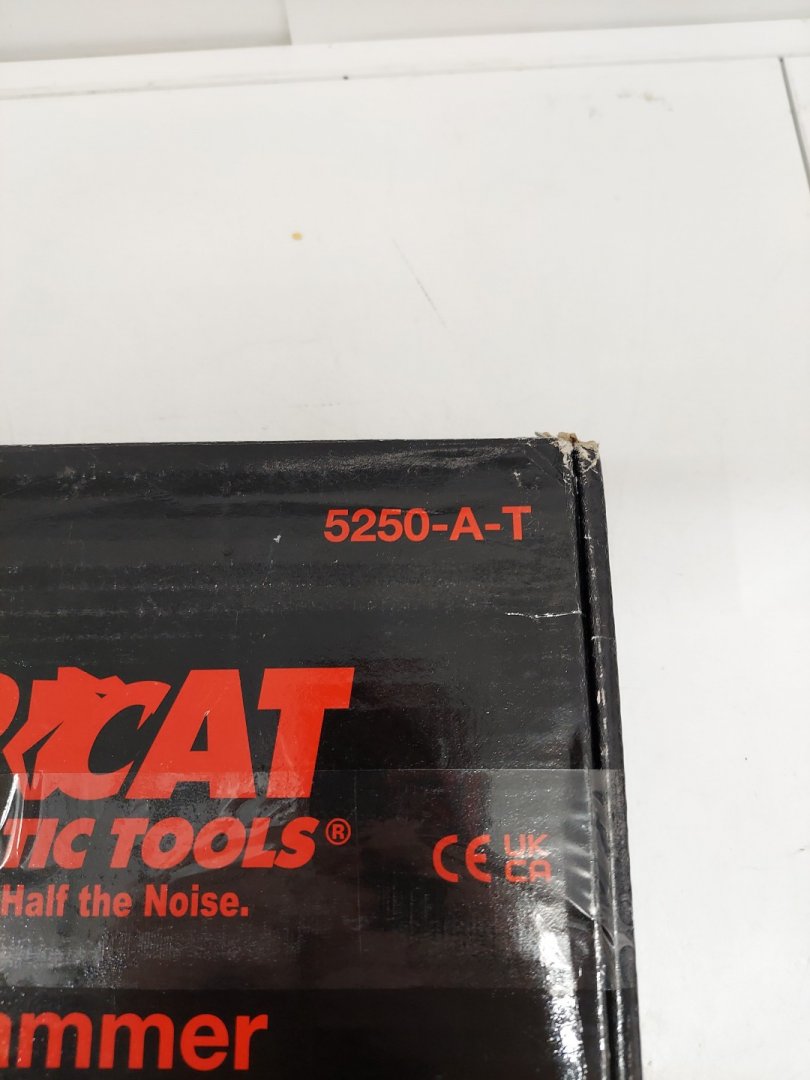 5250-A-T
RCAT
TIC TOOLS®
Half the Noise.
CE UK
CA
ammer